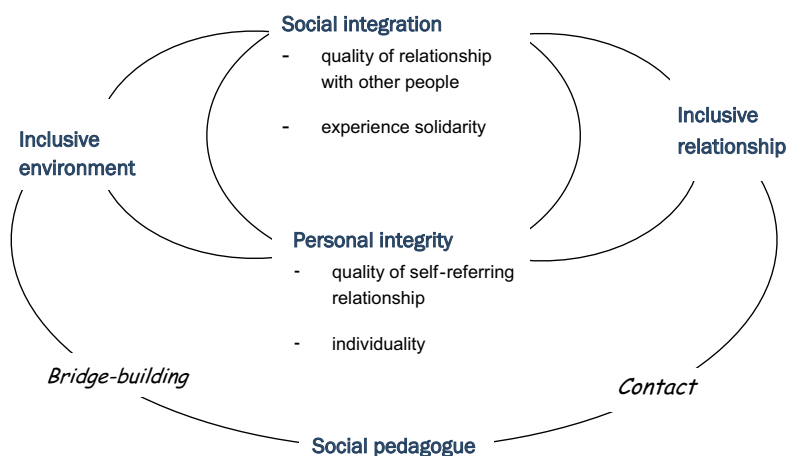 Social integration
- quality of relationship
with other people
- experience solidarity
Inclusive
environment
Inclusive
relationship
Personal integrity
- quality of self-referring
relationship
- individuality
Bridge-building
Contact
Social pedagogue